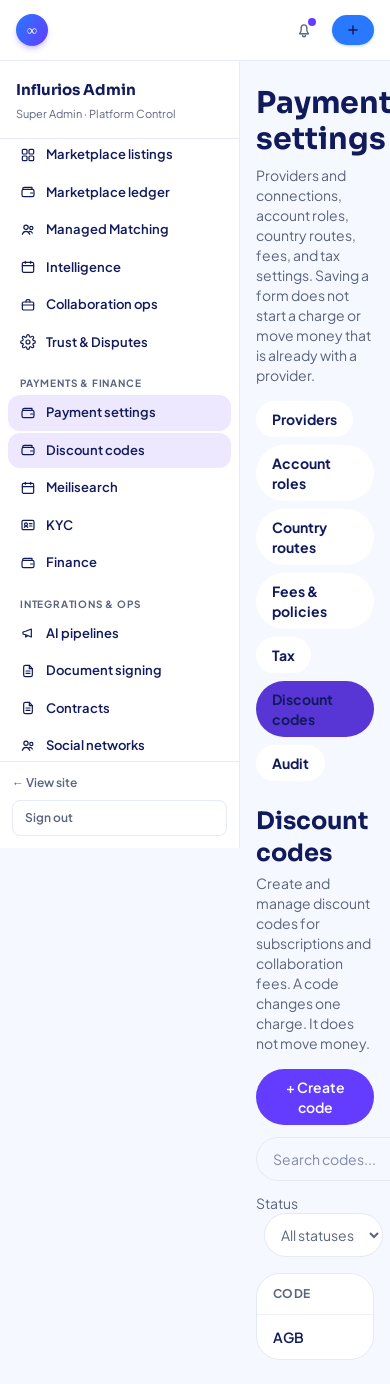 ∞
+
Influrios Admin
Super Admin · Platform Control
Marketplace listings
Marketplace ledger
Managed Matching
Intelligence
Collaboration ops
Trust & Disputes
PAYMENTS & FINANCE
Payment settings
Discount codes
Meilisearch
KYC
Finance
INTEGRATIONS & OPS
AI pipelines
Document signing
Contracts
Social networks
← View site
Sign out
Payment
settings
Providers and
connections,
account roles,
country routes,
fees, and tax
settings. Saving a
form does not
start a charge or
move money that
is already with a
provider.
Providers
Account
roles
Country
routes
Fees &
policies
Tax
Discount
codes
Audit
Discount
codes
Create and
manage discount
codes for
subscriptions and
collaboration
fees. A code
changes one
charge. It does
not move money.
+ Create
code
Search codes...
Status
All statuses
CODE
AGB